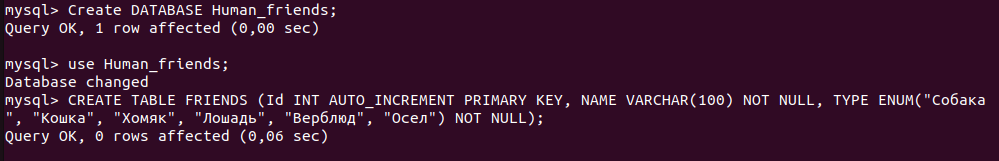 mysql> Create DATABASE Human_friends;
Query OK, 1 row affected (0,00 sec)
mysql> use Human_friends;
Database changed
mysql> CREATE TABLE FRIENDS (Id INT AUTO_INCREMENT PRIMARY KEY, NAME VARCHAR(100) NOT NULL, TYPE ENUM("Собака
", "Кошка", "Хомяк", "Лошадь", "Верблюд", "Осел") NOT NULL);
Query OK, 0 rows affected (0,06 sec)